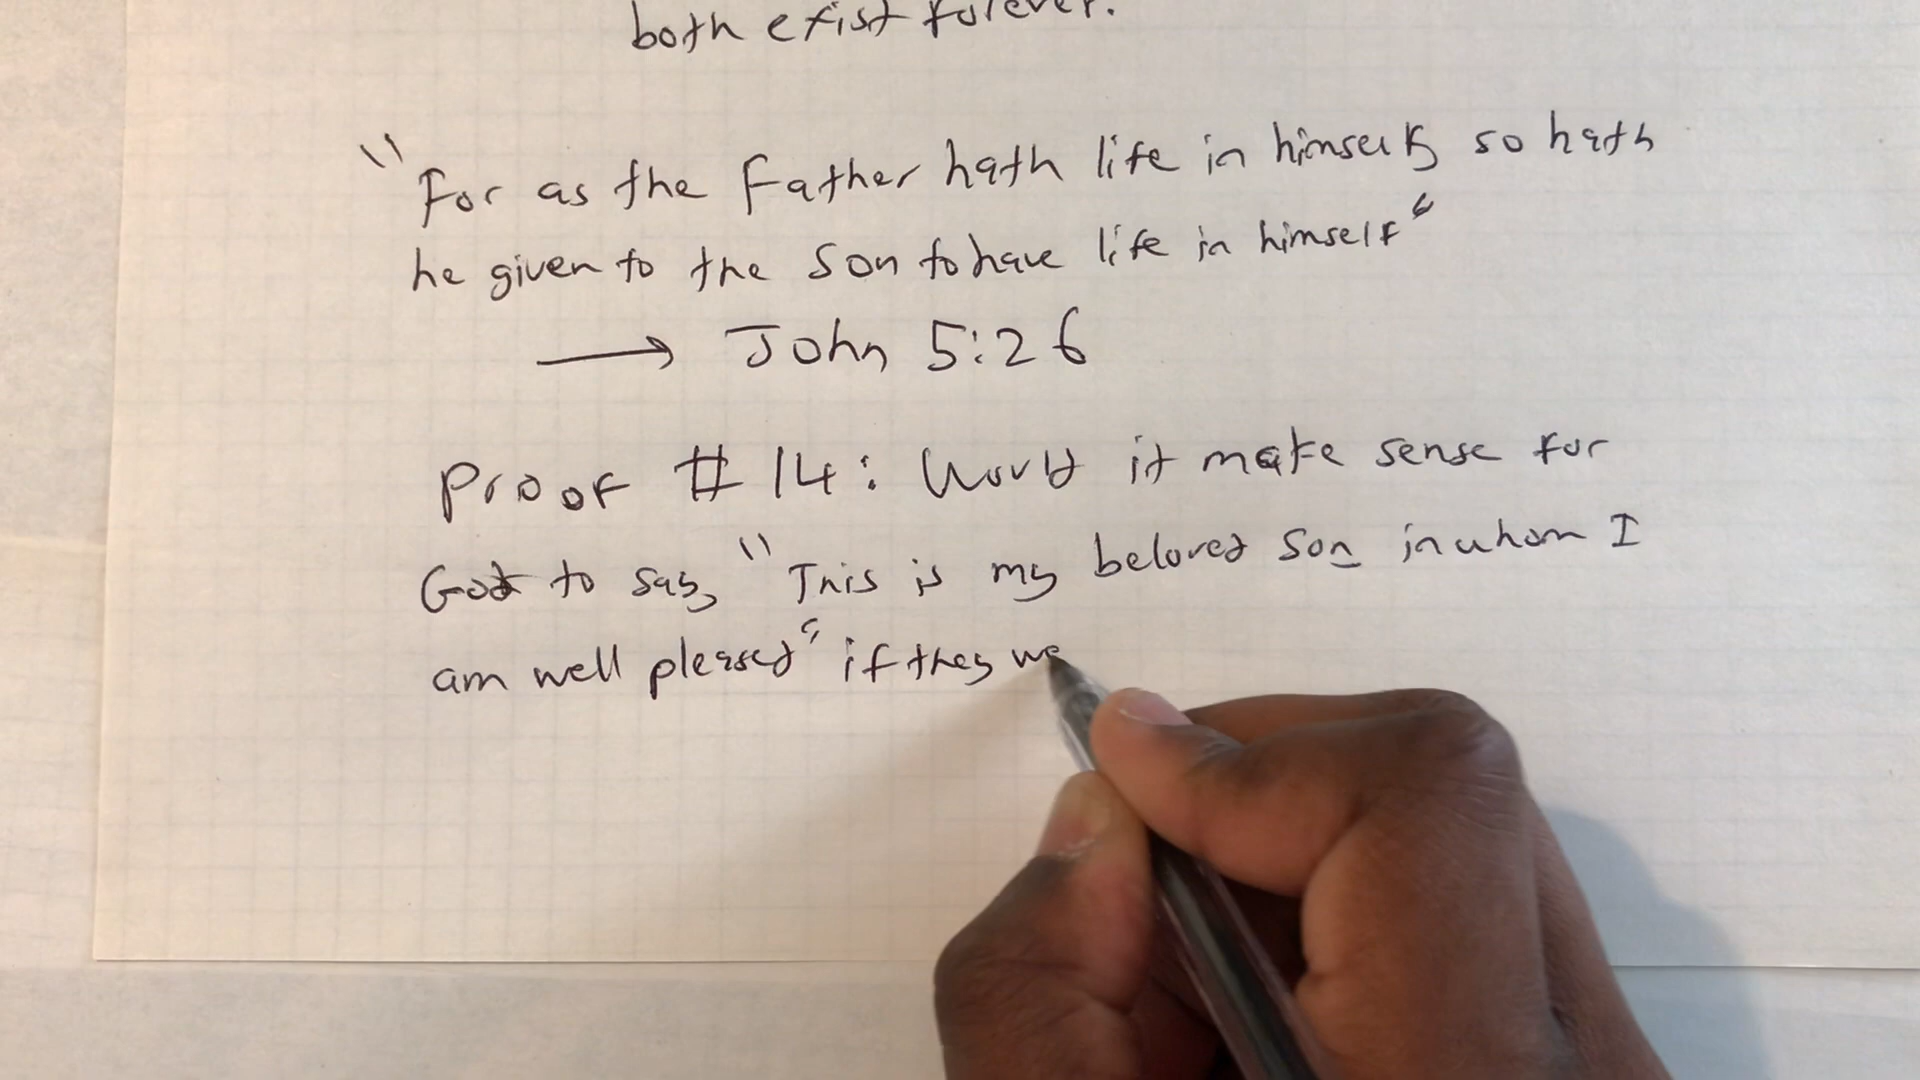 both exist forever.
"For as the Father hath life in himself, so hath
he given to the Son to have life in himself"
→ John 5:26
Proof #14: Would it make sense for
God to say, "This is my beloved Son in whom I
am well pleased" if they we